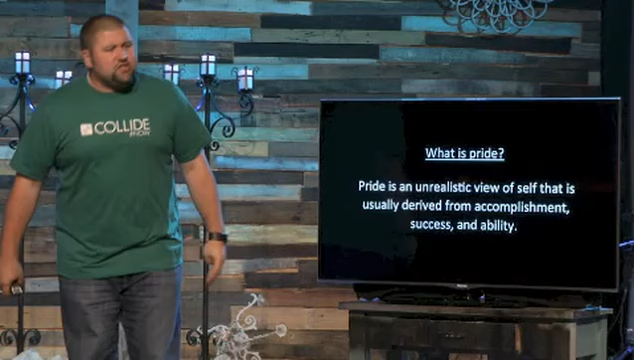 COLLIDE
What is pride?
Pride is an unrealistic view of self that is
usually derived from accomplishment,
success, and ability.